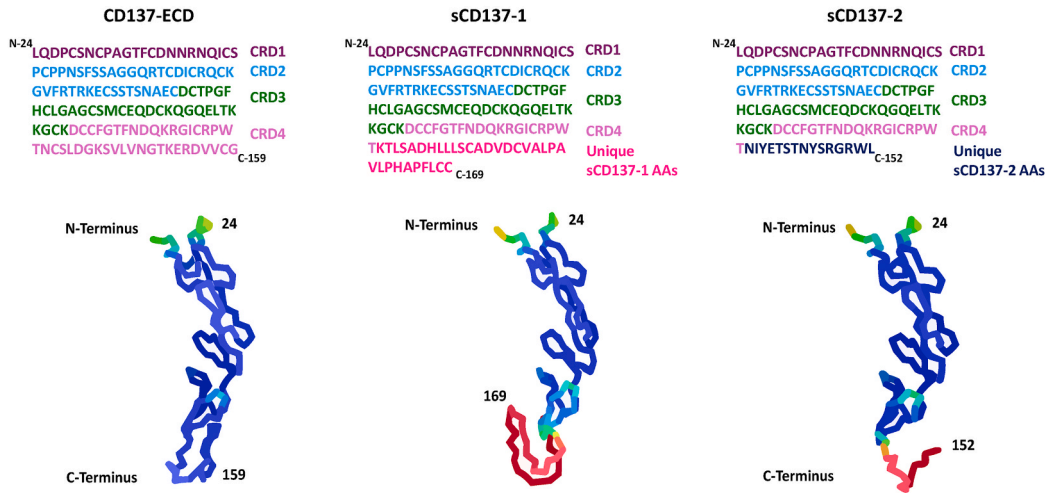 CD137-ECD
N-24 LQDPCSNCPAGTFCDNNRNQICS CRD1
PCPPNSFSSAGGQRTCDICRQCK CRD2
GVFRTRKECSSTSNAECDCTPGF
HCLGAGCSMCEQDCKQGQELTK CRD3
KGCKDCCFGTFNDQKRGICRPW CRD4
TNCSLDGKSVLVNGTKERDVVCG C-159
sCD137-1
N-24 LQDPCSNCPAGTFCDNNRNQICS CRD1
PCPPNSFSSAGGQRTCDICRQCK CRD2
GVFRTRKECSSTSNAECDCTPGF
HCLGAGCSMCEQDCKQGQELTK CRD3
KGCKDCCFGTFNDQKRGICRPW CRD4
TKTLSADHLLLSCADVDCVALPA Unique
VLPHAPFLCC C-169 sCD137-1 AAs
sCD137-2
N-24 LQDPCSNCPAGTFCDNNRNQICS CRD1
PCPPNSFSSAGGQRTCDICRQCK CRD2
GVFRTRKECSSTSNAECDCTPGF
HCLGAGCSMCEQDCKQGQELTK CRD3
KGCKDCCFGTFNDQKRGICRPW CRD4
TNIYETSTNYSRGRWL C-152 Unique
sCD137-2 AAs
N-Terminus 24
C-Terminus 159
N-Terminus 24
169
N-Terminus 24
152
C-Terminus